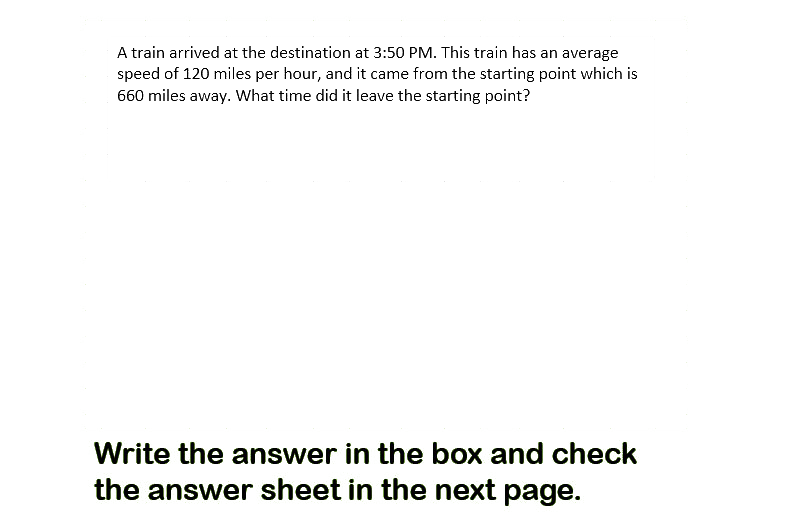 A train arrived at the destination at 3:50 PM. This train has an average
speed of 120 miles per hour, and it came from the starting point which is
660 miles away. What time did it leave the starting point?
Write the answer in the box and check
the answer sheet in the next page.